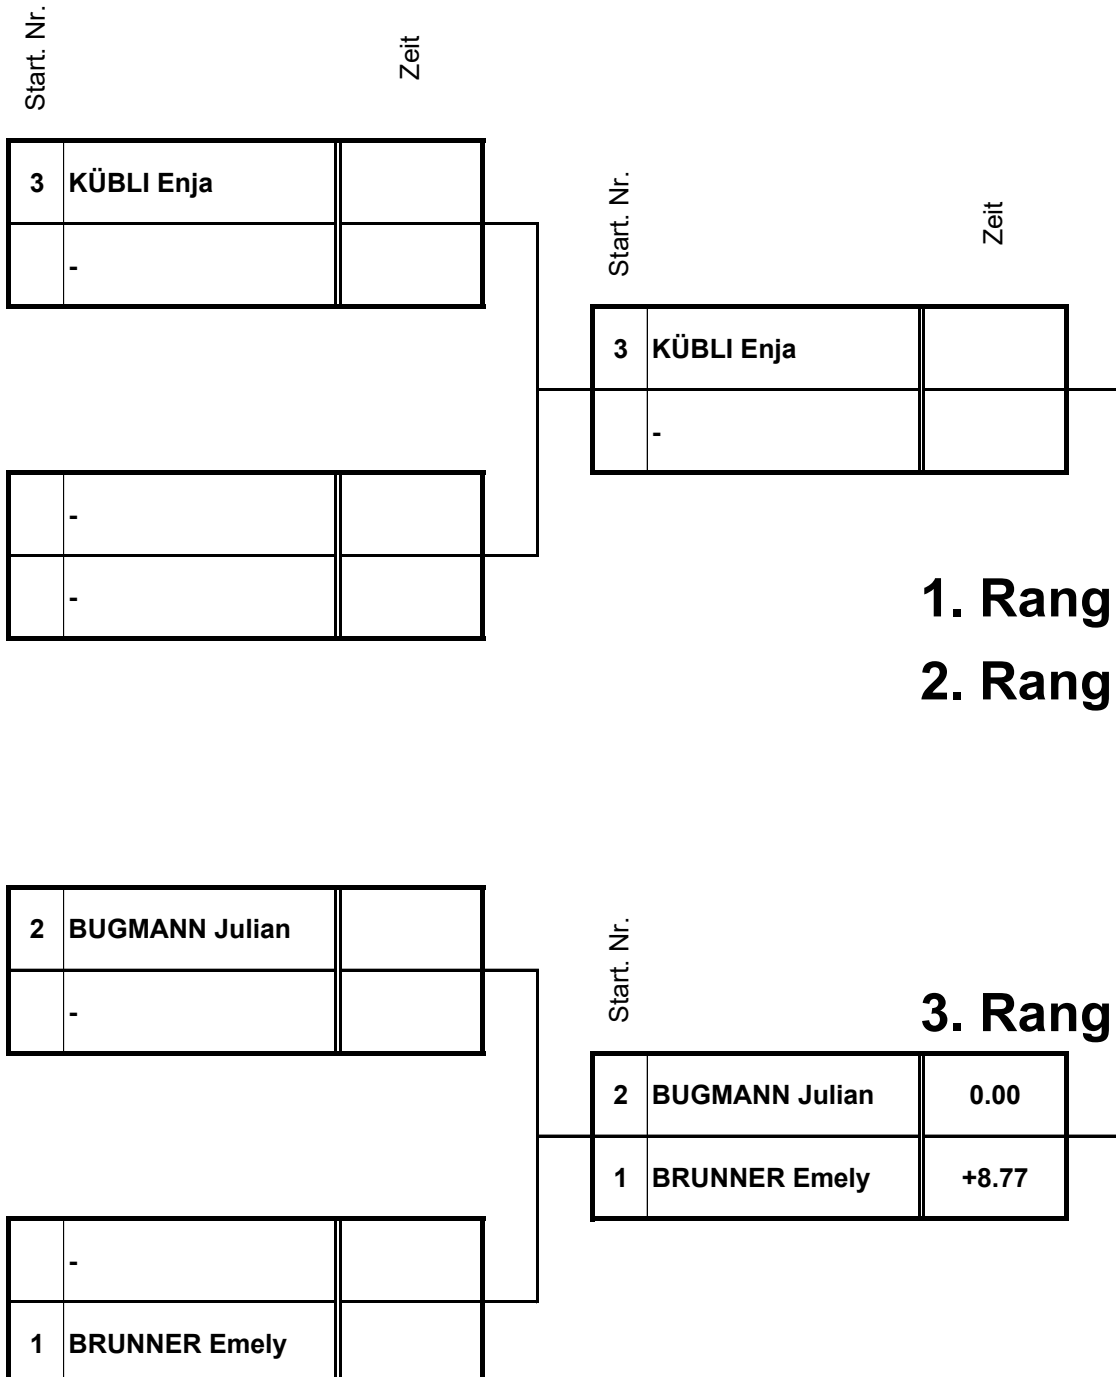 Start. Nr.
Zeit
3 KÜBLI Enja
-
Start. Nr.
Zeit
3 KÜBLI Enja
-
-
-
1. Rang
2. Rang
2 BUGMANN Julian
-
Start. Nr.
3. Rang
2 BUGMANN Julian 0.00
1 BRUNNER Emely +8.77
-
1 BRUNNER Emely